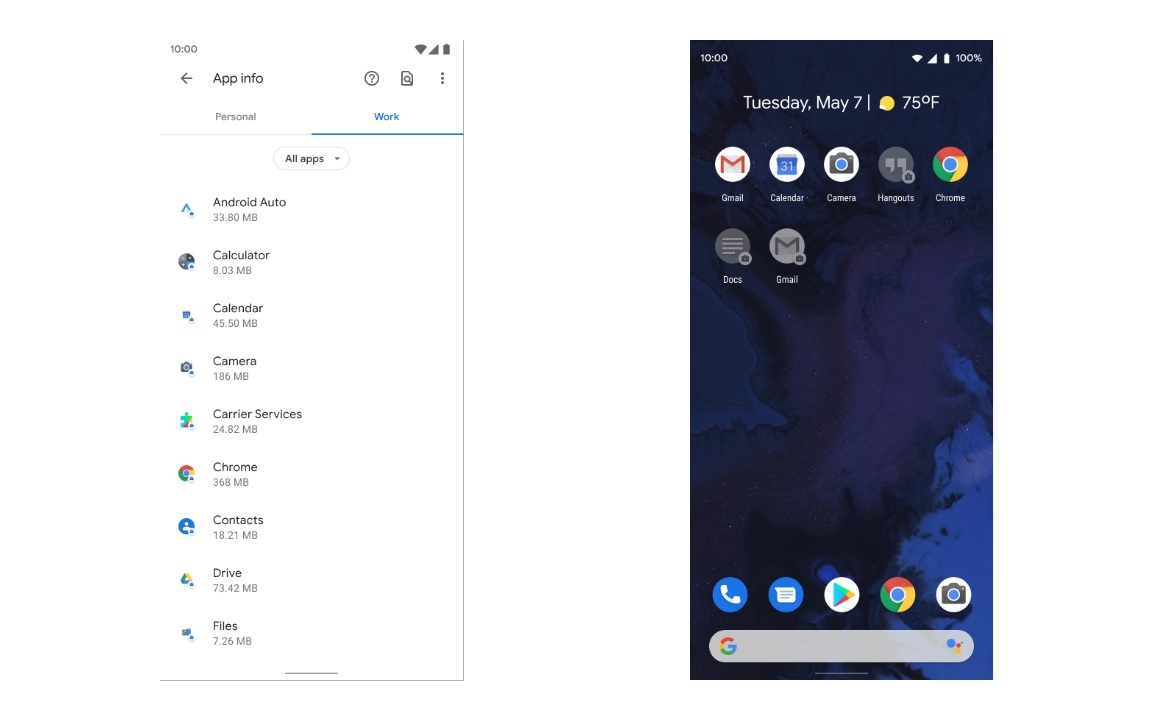 10:00
App info
Personal Work
All apps
Android Auto
33.80 MB
Calculator
8.03 MB
Calendar
45.50 MB
Camera
186 MB
Carrier Services
24.82 MB
Chrome
368 MB
Contacts
18.21 MB
Drive
73.42 MB
Files
7.26 MB
10:00 100%
Tuesday, May 7 | 75°F
31
Gmail Calendar Camera Hangouts Chrome
Docs Gmail